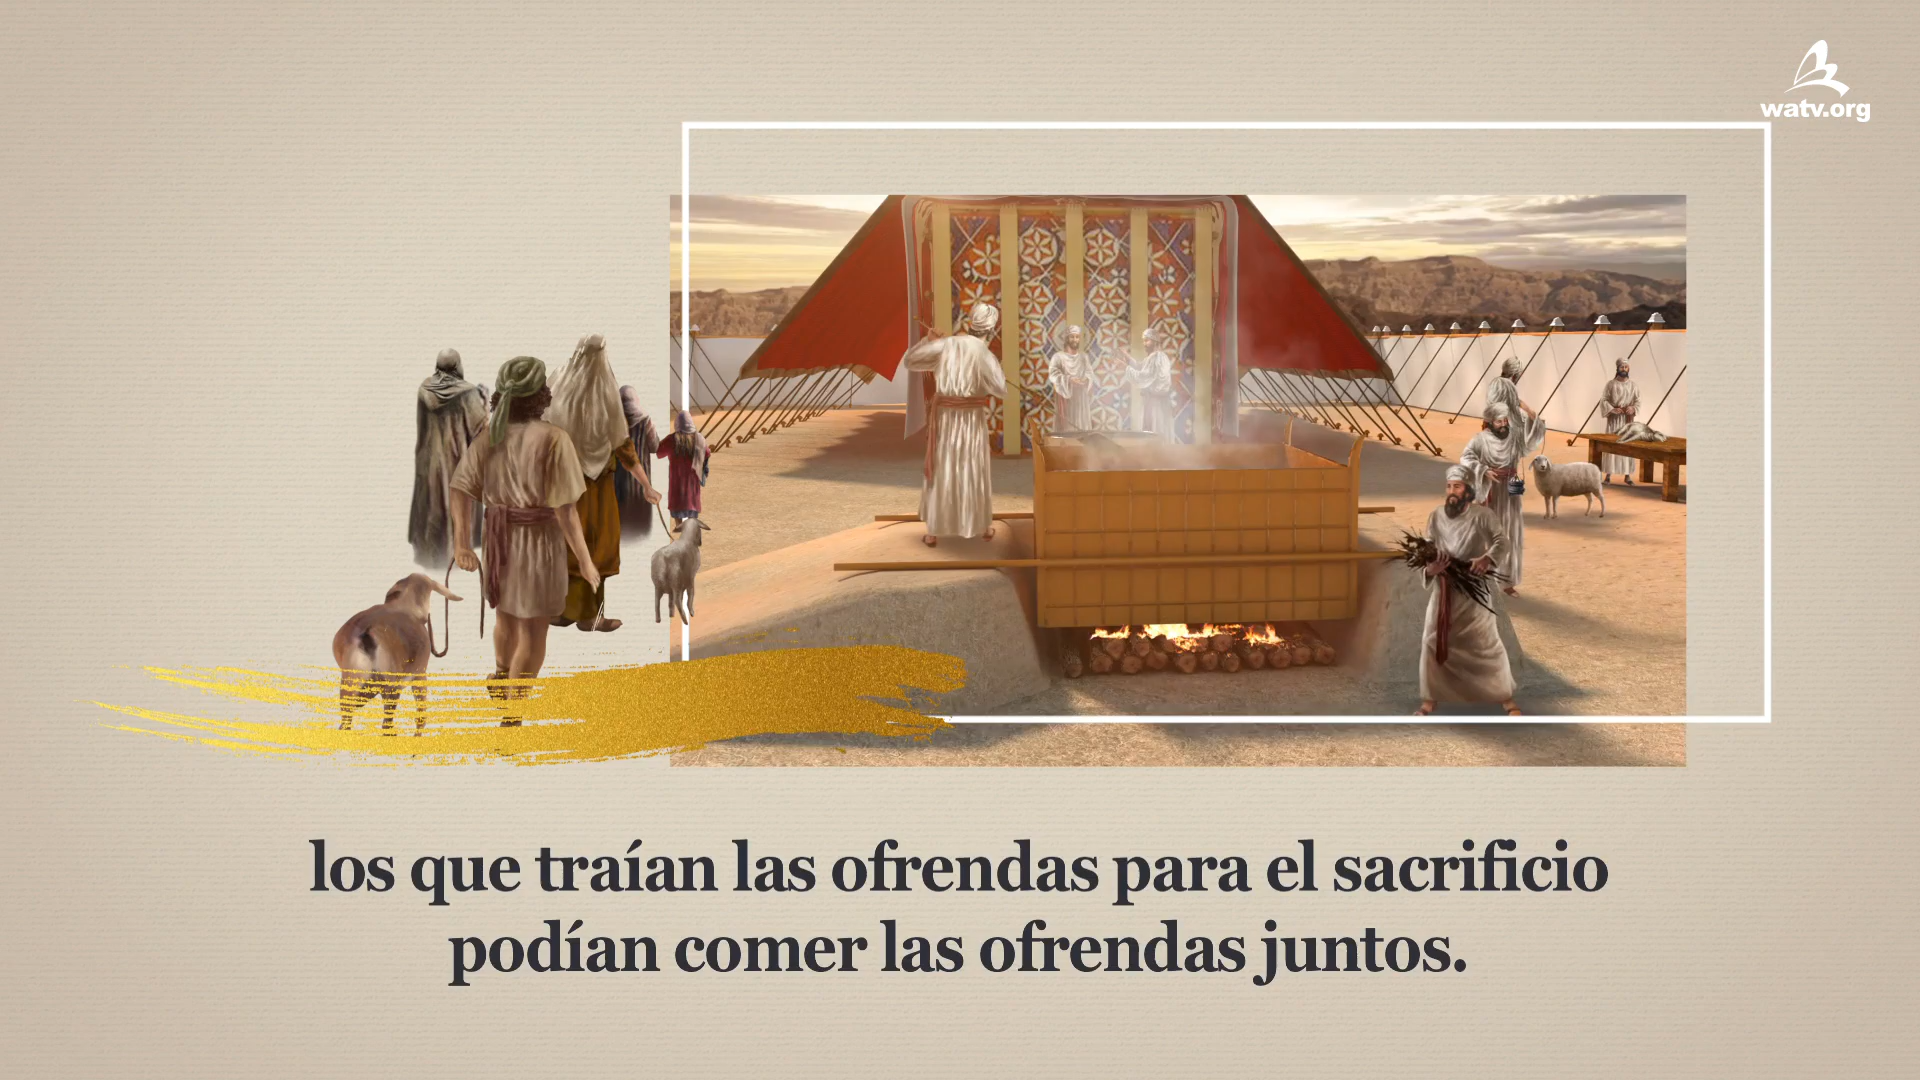 watv.org
los que traían las ofrendas para el sacrificio
podían comer las ofrendas juntos.